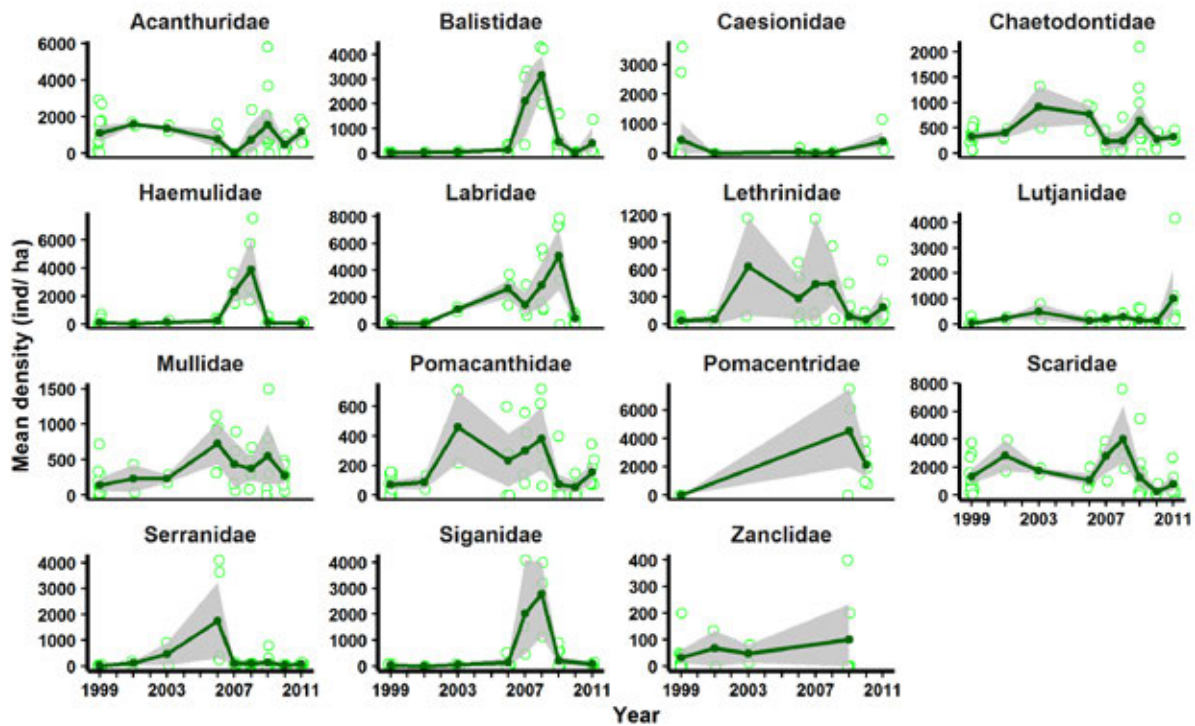 Acanthuridae Balistidae Caesionidae Chaetodontidae
6000 4000 3000 2000
4000 3000 2000 1500
2000 2000 1000 1000
0 1000 0 500
0 0
Haemulidae Labridae Lethrinidae Lutjanidae
8000 8000 1200 4000
6000 6000 900 3000
4000 4000 600 2000
2000 2000 300 1000
0 0 0 0
Mean density (ind/ ha)
Mullidae Pomacanthidae Pomacentridae Scaridae
1500 600 6000 8000
1000 400 4000 6000
500 200 2000 4000
0 0 0 2000
0
1999 2003 2007 2011
Serranidae Siganidae Zanclidae
4000 4000 400
3000 3000 300
2000 2000 200
1000 1000 100
0 0 0
1999 2003 2007 2011 1999 2003 2007 2011 1999 2003 2007 2011
Year